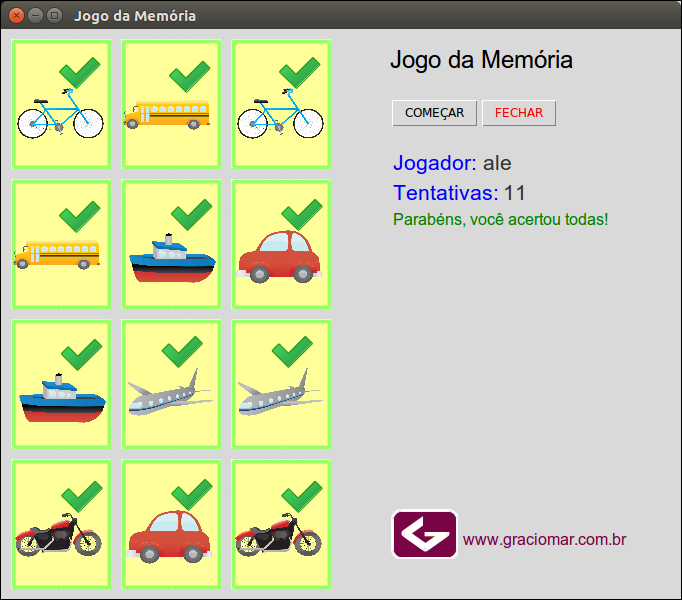 Jogo da Memória
Jogo da Memória
COMEÇAR FECHAR
Jogador: ale
Tentativas: 11
Parabéns, você acertou todas!
www.graciomar.com.br